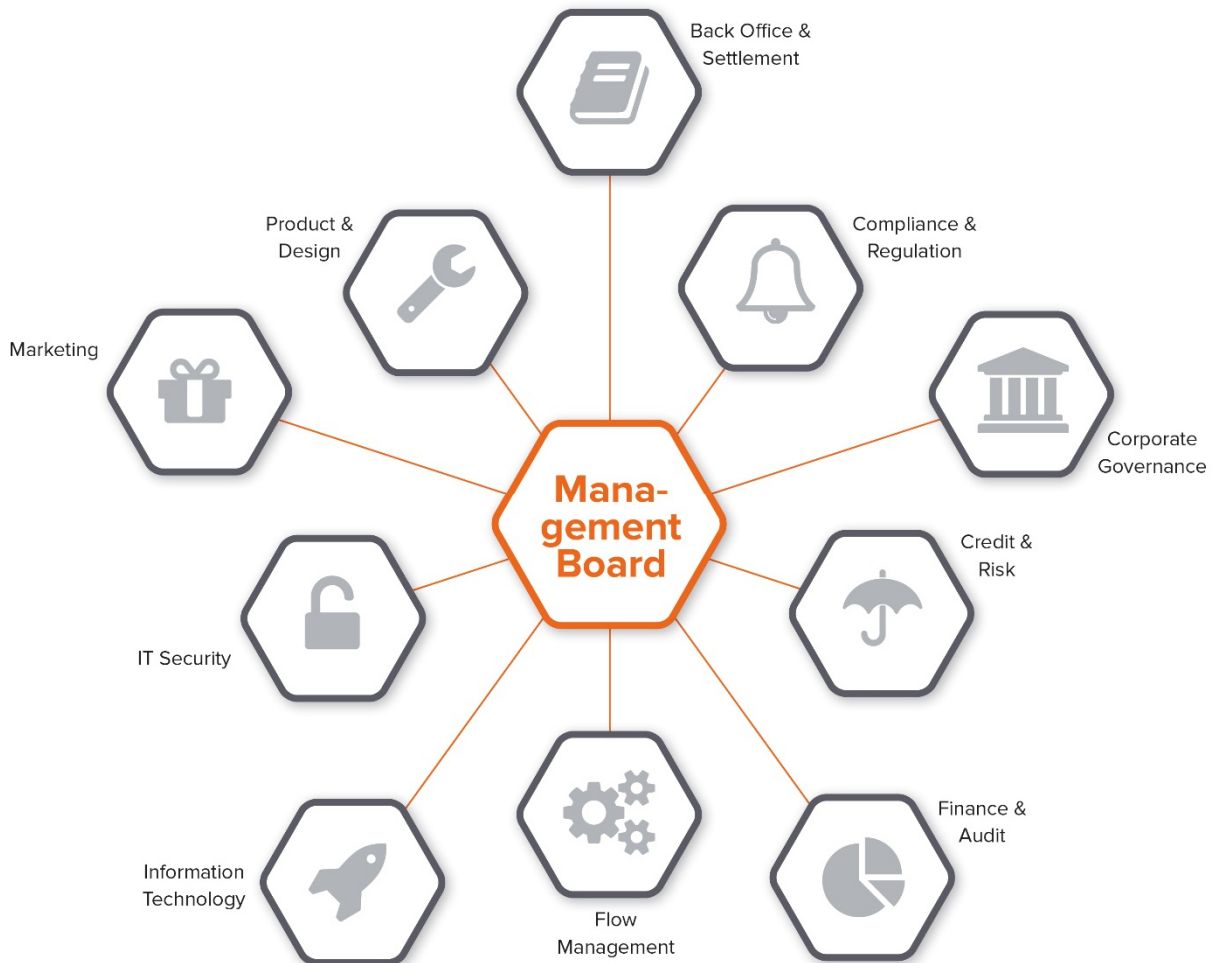 Back Office &
Settlement
Product &
Design
Compliance &
Regulation
Marketing
Corporate
Governance
Mana-
gement
Board
Credit &
Risk
IT Security
Finance &
Audit
Information
Technology
Flow
Management